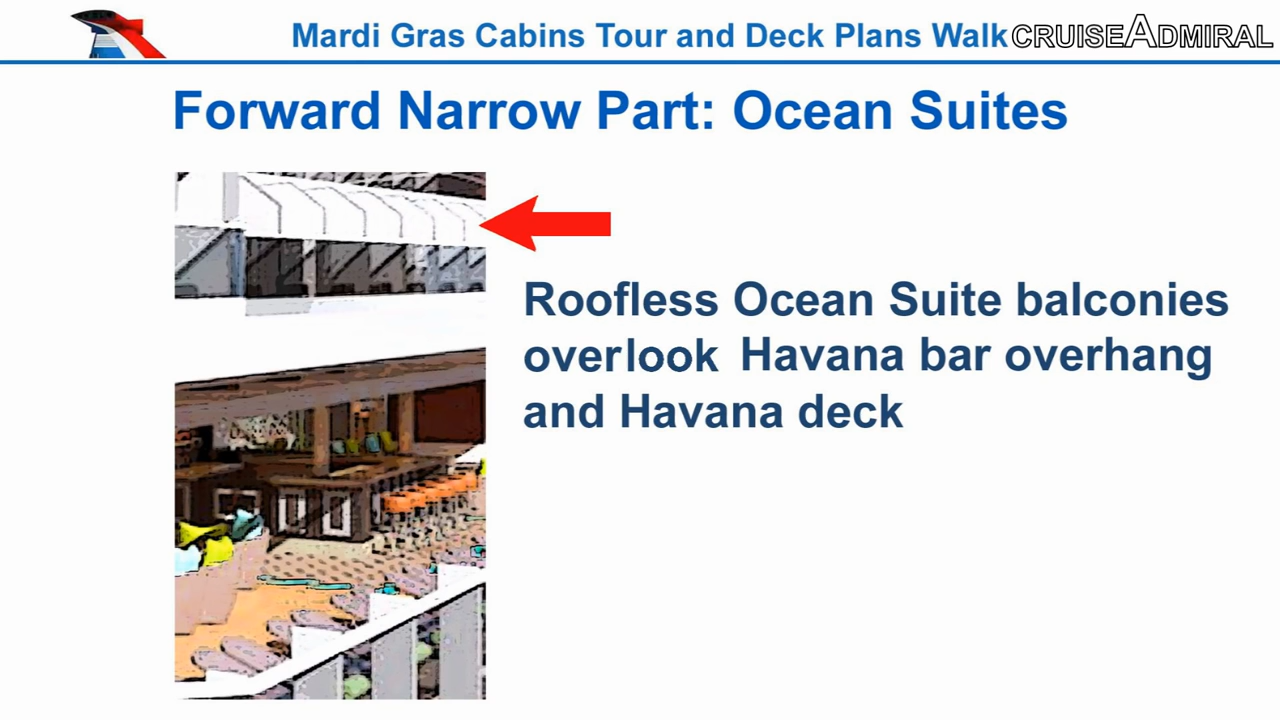 Mardi Gras Cabins Tour and Deck Plans Walk
CRUISEADMIRAL
Forward Narrow Part: Ocean Suites
Roofless Ocean Suite balconies
overlook Havana bar overhang
and Havana deck